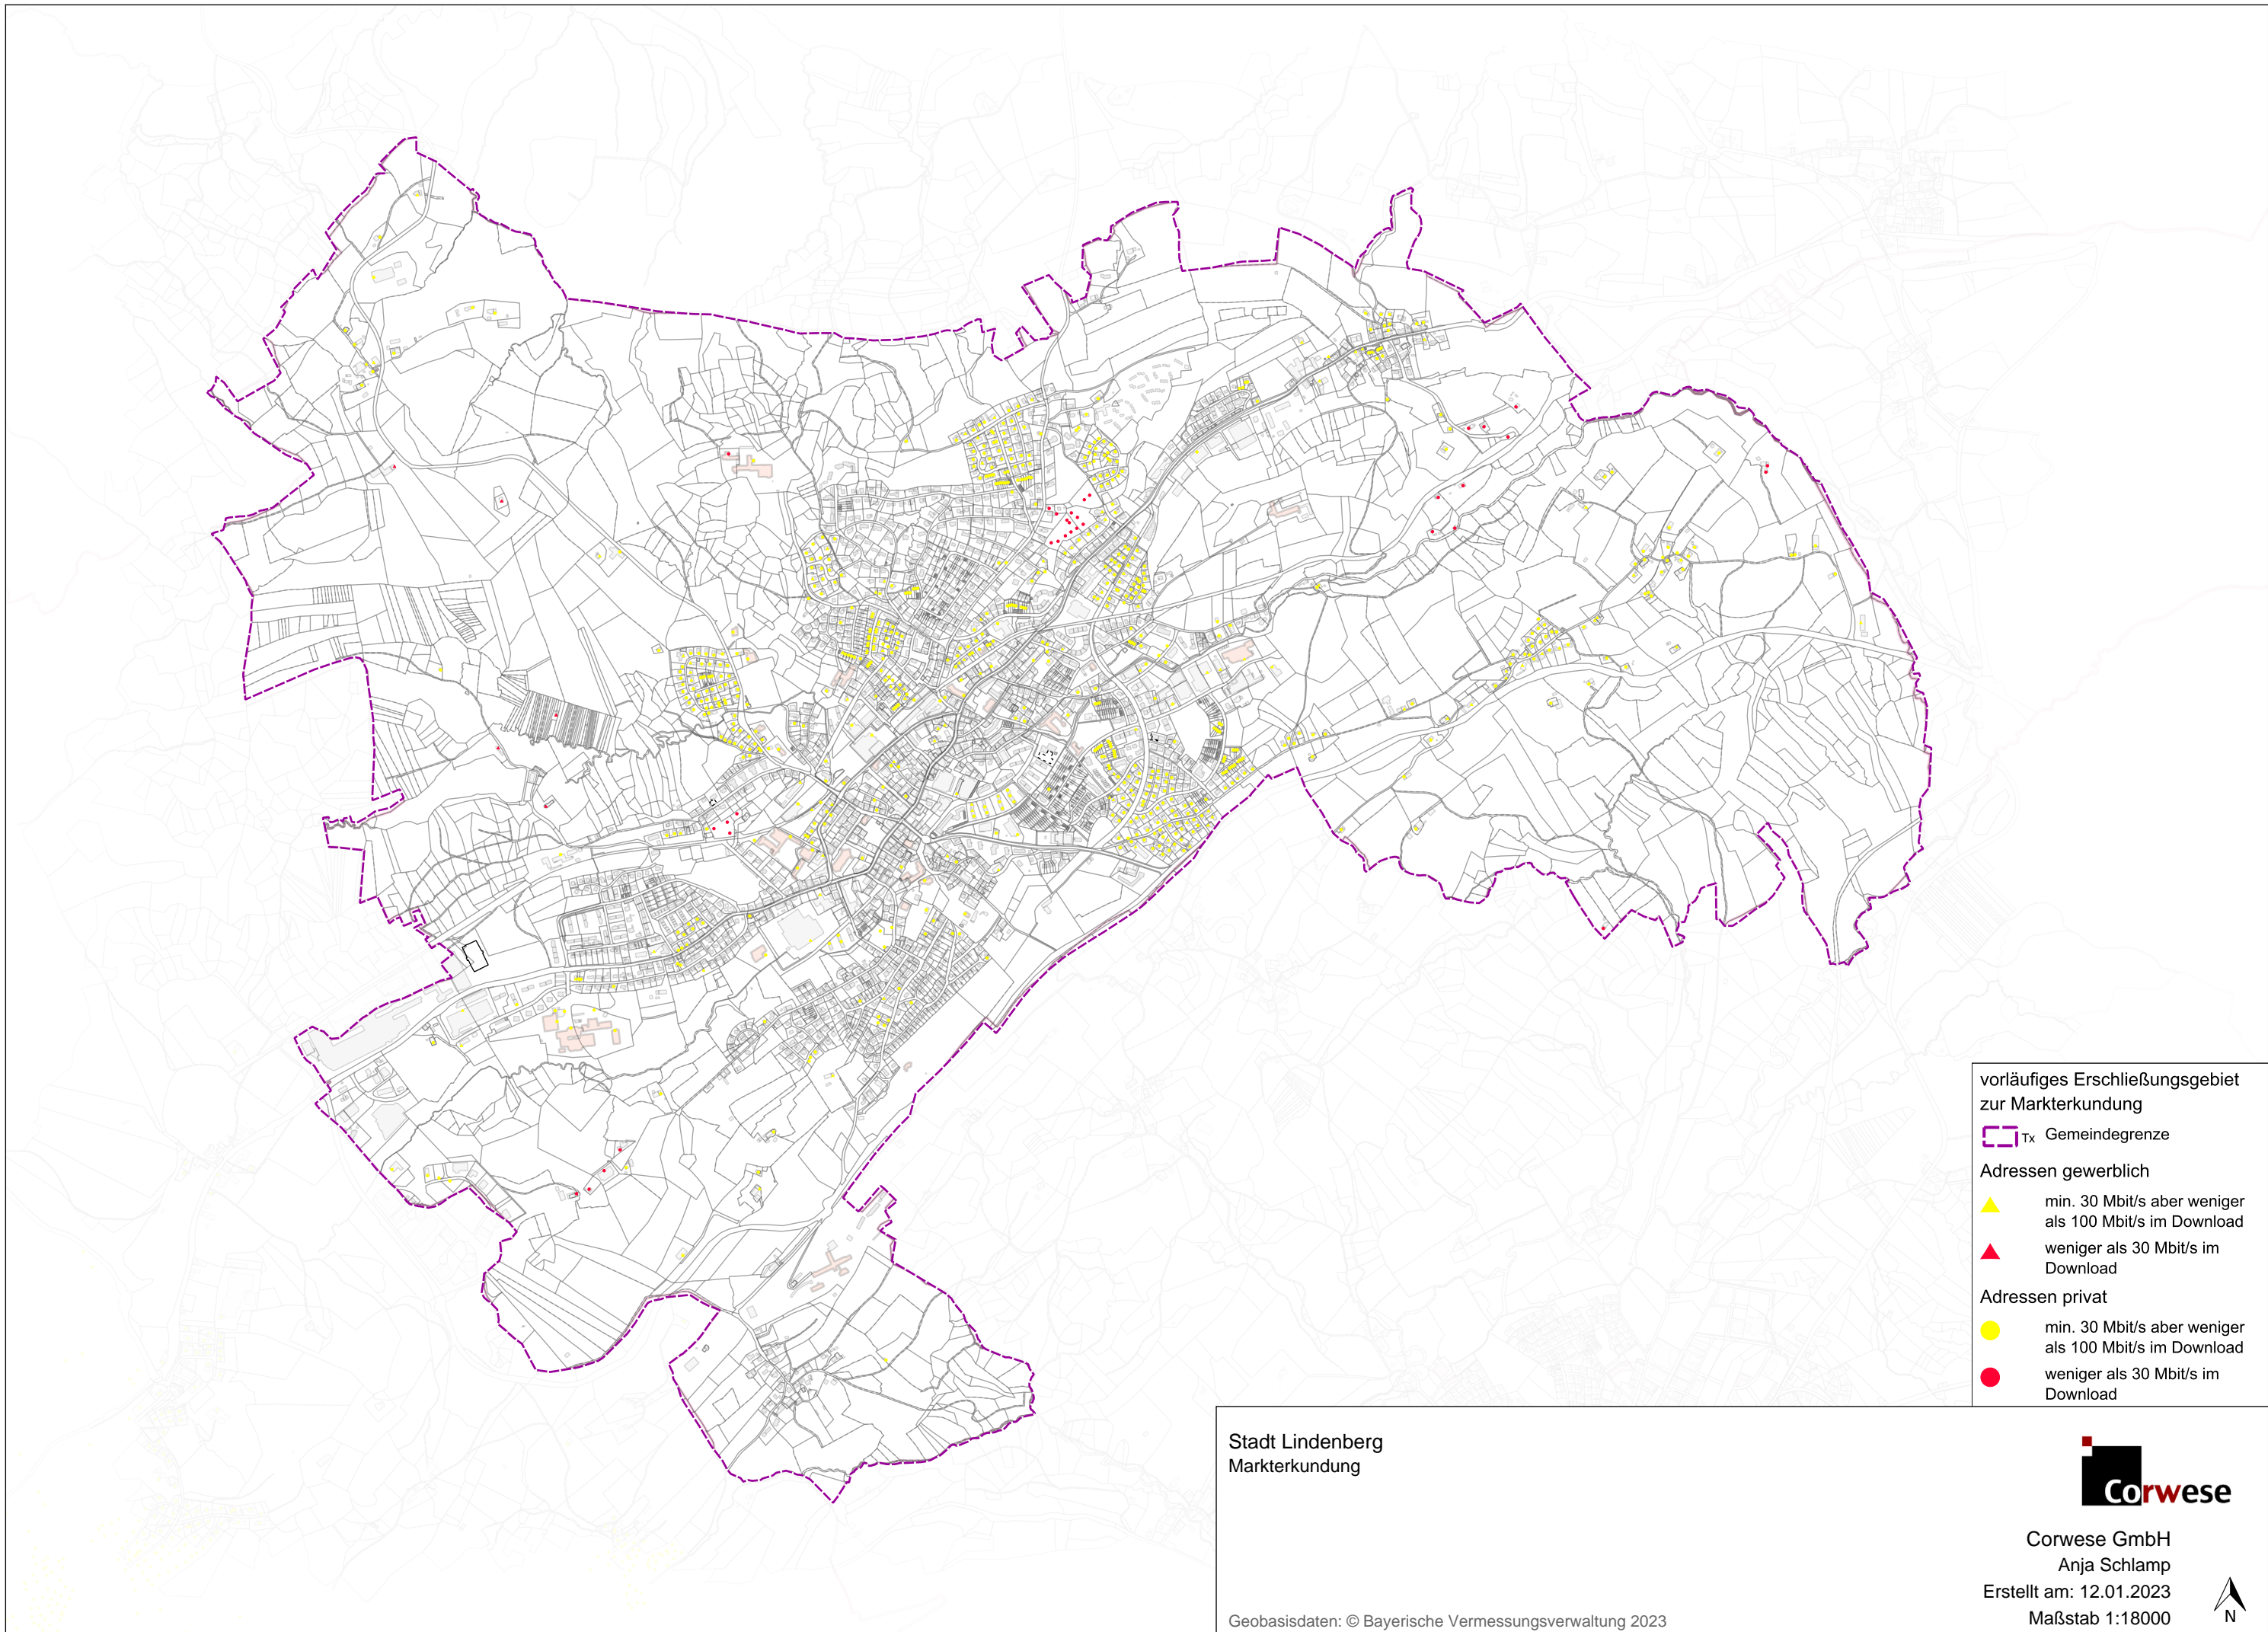 vorläufiges Erschließungsgebiet
zur Markterkundung
Tx Gemeindegrenze
Adressen gewerblich
min. 30 Mbit/s aber weniger
als 100 Mbit/s im Download
weniger als 30 Mbit/s im
Download
Adressen privat
min. 30 Mbit/s aber weniger
als 100 Mbit/s im Download
weniger als 30 Mbit/s im
Download
Stadt Lindenberg
Markterkundung
Corwese
Corwese GmbH
Anja Schlamp
Erstellt am: 12.01.2023
Maßstab 1:18000
N
Geobasisdaten: © Bayerische Vermessungsverwaltung 2023